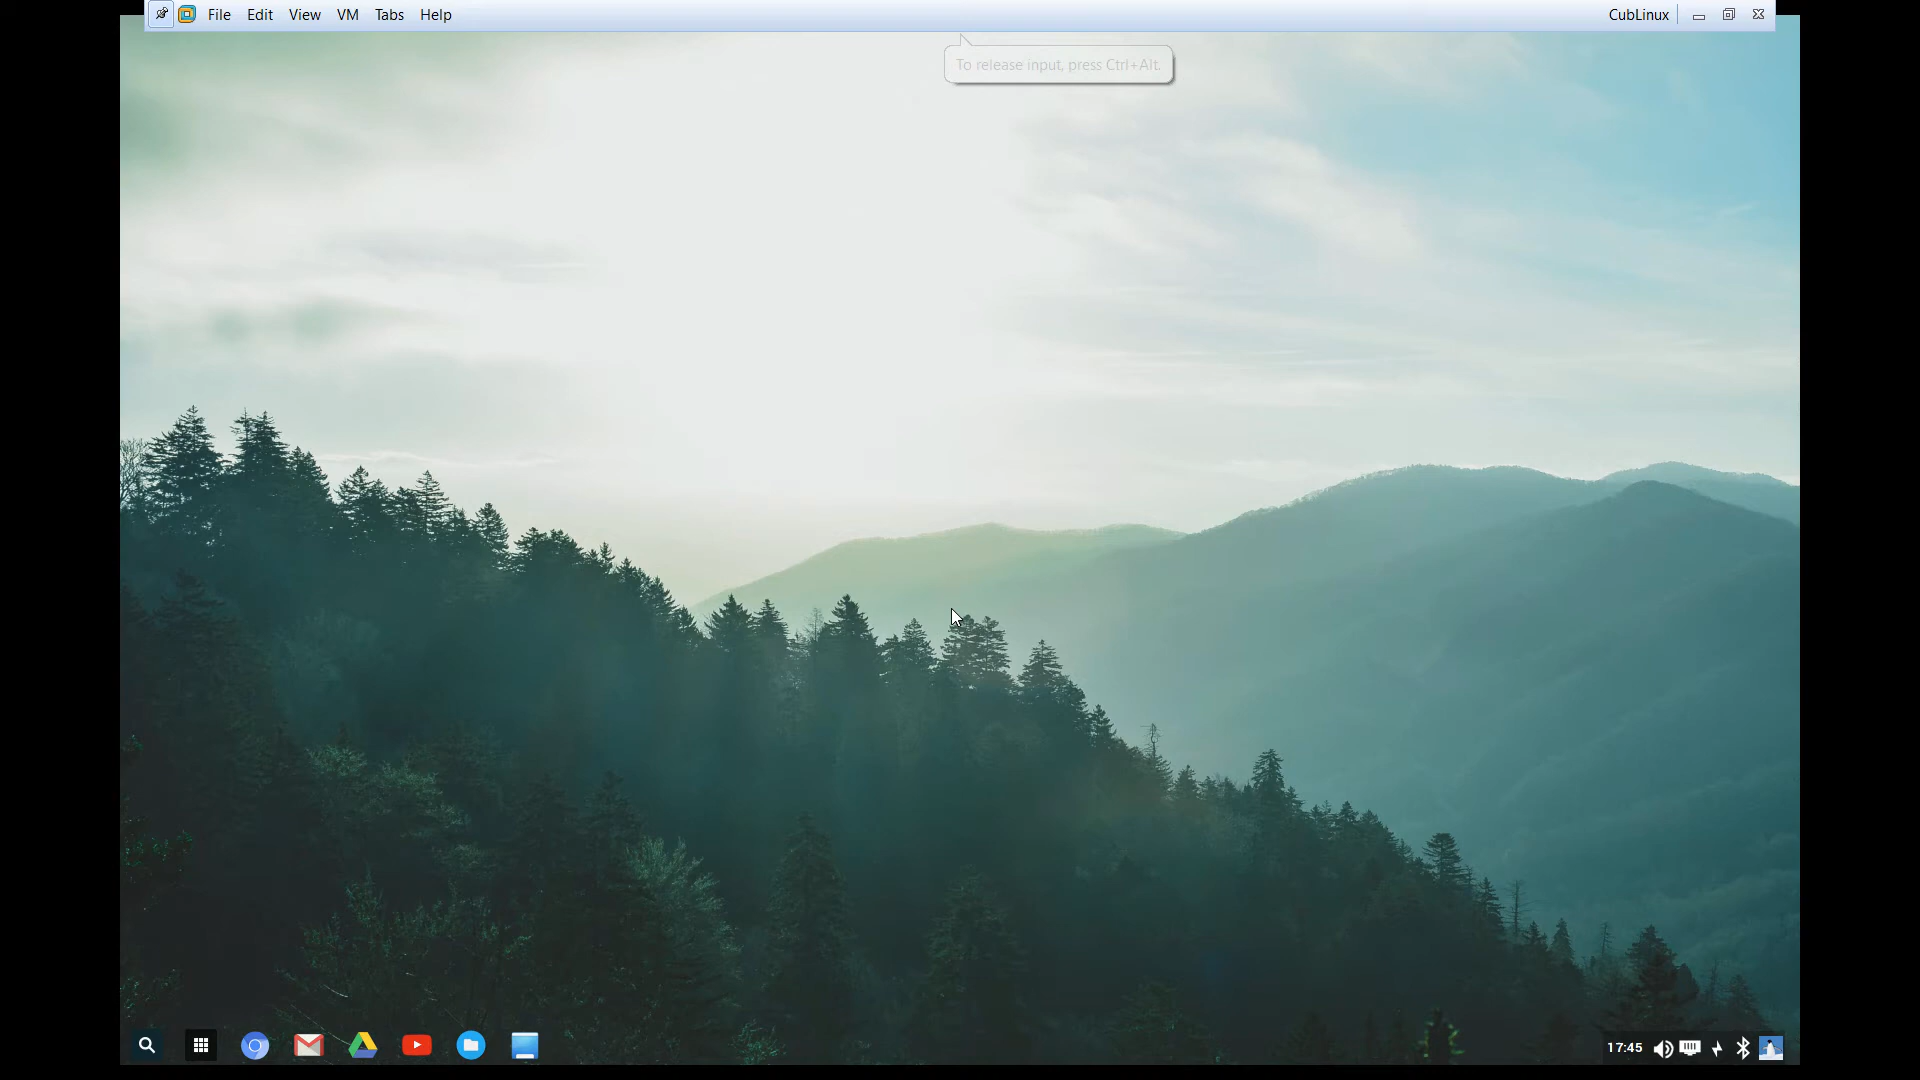 File Edit View VM Tabs Help CubLinux
To release input, press Ctrl+Alt.
17:45